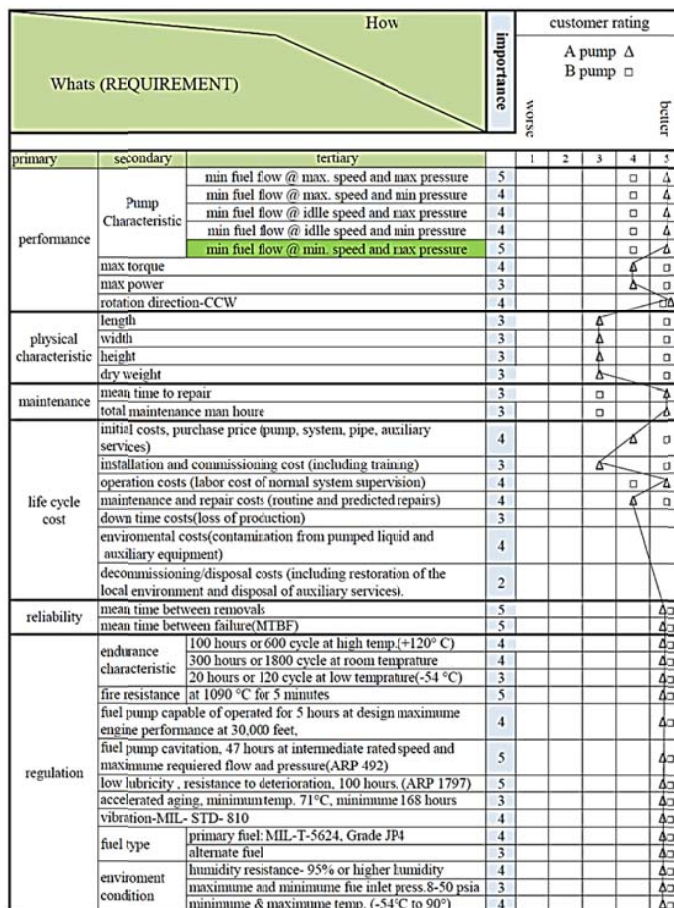 How
Whats (REQUIREMENT)
importance
customer rating
A pump Δ
B pump □
worse
better
primary secondary tertiary 1 2 3 4 5
performance
Pump Characteristic
min fuel flow @ max. speed and max pressure 5
min fuel flow @ max. speed and min pressure 4
min fuel flow @ idlle speed and max pressure 4
min fuel flow @ idlle speed and min pressure 4
min fuel flow @ min. speed and max pressure 5
max torque 4
max power 3
rotation direction-CCW 4
physical characteristic
length 3
width 3
height 3
dry weight 3
maintenance
mean time to repair 3
total maintenance man houre 3
life cycle cost
initial costs, purchase price (pump, system, pipe, auxiliary
services) 4
installation and commissioning cost (including training) 3
operation costs (labor cost of normal system supervision) 4
maintenance and repair costs (routine and predicted repairs) 4
down time costs(loss of production) 3
enviromental costs(contamination from pumped liquid and
auxiliary equipment) 4
decommissioning/disposal costs (including restoration of the
local environment and disposal of auxiliary services). 2
reliability
mean time between removals 5
mean time between failure(MTBF) 5
regulation
endurance characteristic
100 hours or 600 cycle at high temp.(+120° C) 4
300 hours or 1800 cycle at room temprature 4
20 hours or 120 cycle at low temprature(-54 °C) 3
fire resistance at 1090 °C for 5 minutes 5
fuel pump capable of operated for 5 hours at design maximume
engine performance at 30,000 feet, 4
fuel pump cavitation, 47 hours at intermediate rated speed and
maximume requiered flow and pressure(ARP 492) 5
low lubricity , resistance to deterioration, 100 hours. (ARP 1797) 5
accelerated aging, minimum temp. 71°C, minimume 168 hours 3
vibration-MIL- STD- 810 4
fuel type
primary fuel: MIL-T-5624, Grade JP4 4
alternate fuel 3
enviroment condition
humidity resistance- 95% or higher humidity 4
maximume and minimume fue inlet press.8-50 psia 3
minimume & maximume temp. (-54°C to 90°) 4